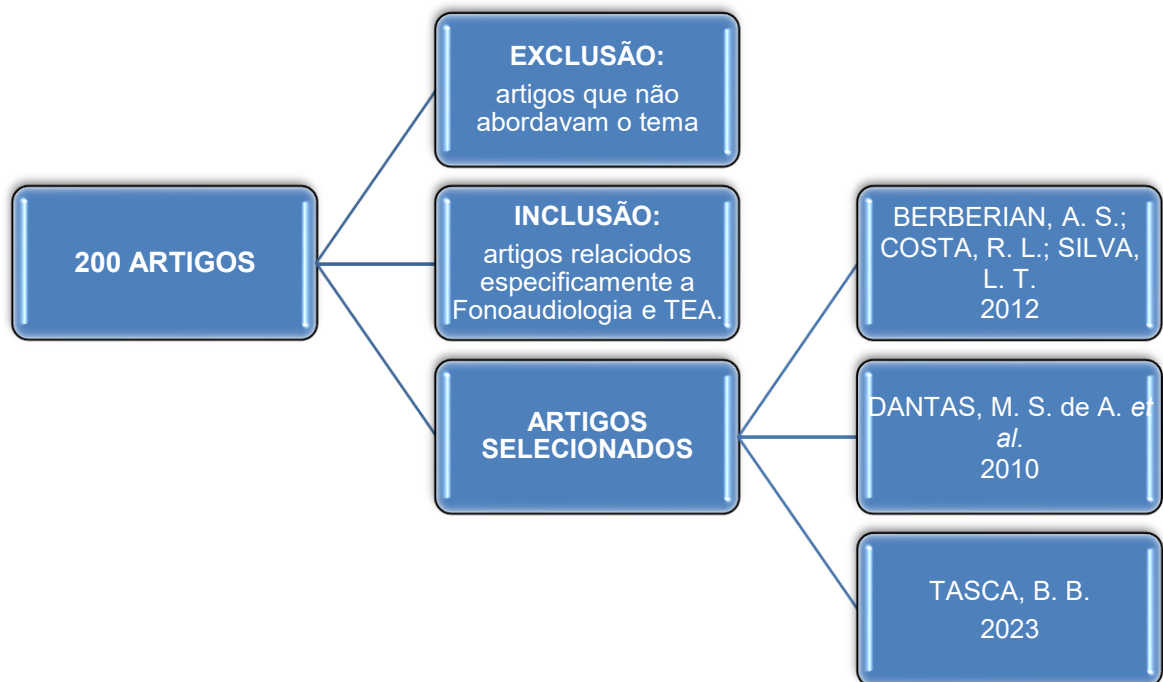 200 ARTIGOS
EXCLUSÃO:
artigos que não
abordavam o tema
INCLUSÃO:
artigos relaciodos
especificamente a
Fonoaudiologia e TEA.
ARTIGOS
SELECIONADOS
BERBERIAN, A. S.;
COSTA, R. L.; SILVA,
L. T.
2012
DANTAS, M. S. de A. et
al.
2010
TASCA, B. B.
2023